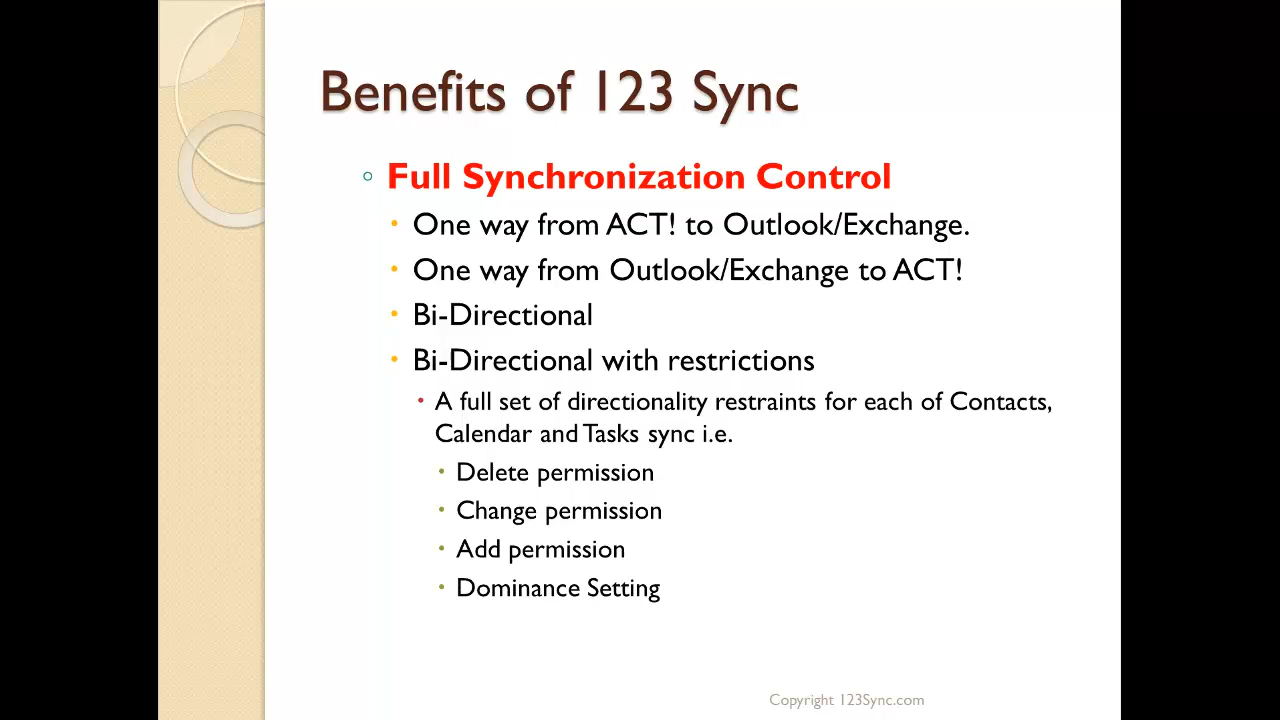 Benefits of 123 Sync
Full Synchronization Control
One way from ACT! to Outlook/Exchange.
One way from Outlook/Exchange to ACT!
Bi-Directional
Bi-Directional with restrictions
A full set of directionality restraints for each of Contacts,
Calendar and Tasks sync i.e.
Delete permission
Change permission
Add permission
Dominance Setting
Copyright 123Sync.com